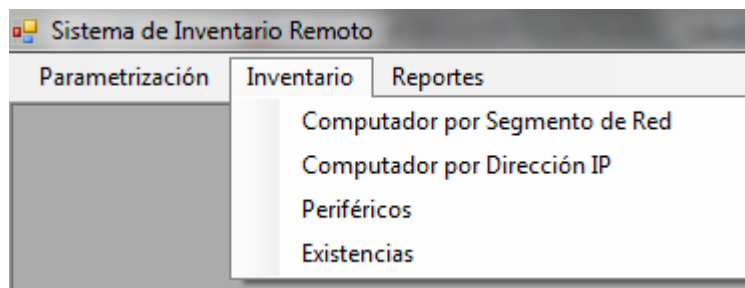 Sistema de Inventario Remoto
Parametrización Inventario Reportes
Computador por Segmento de Red
Computador por Dirección IP
Periféricos
Existencias